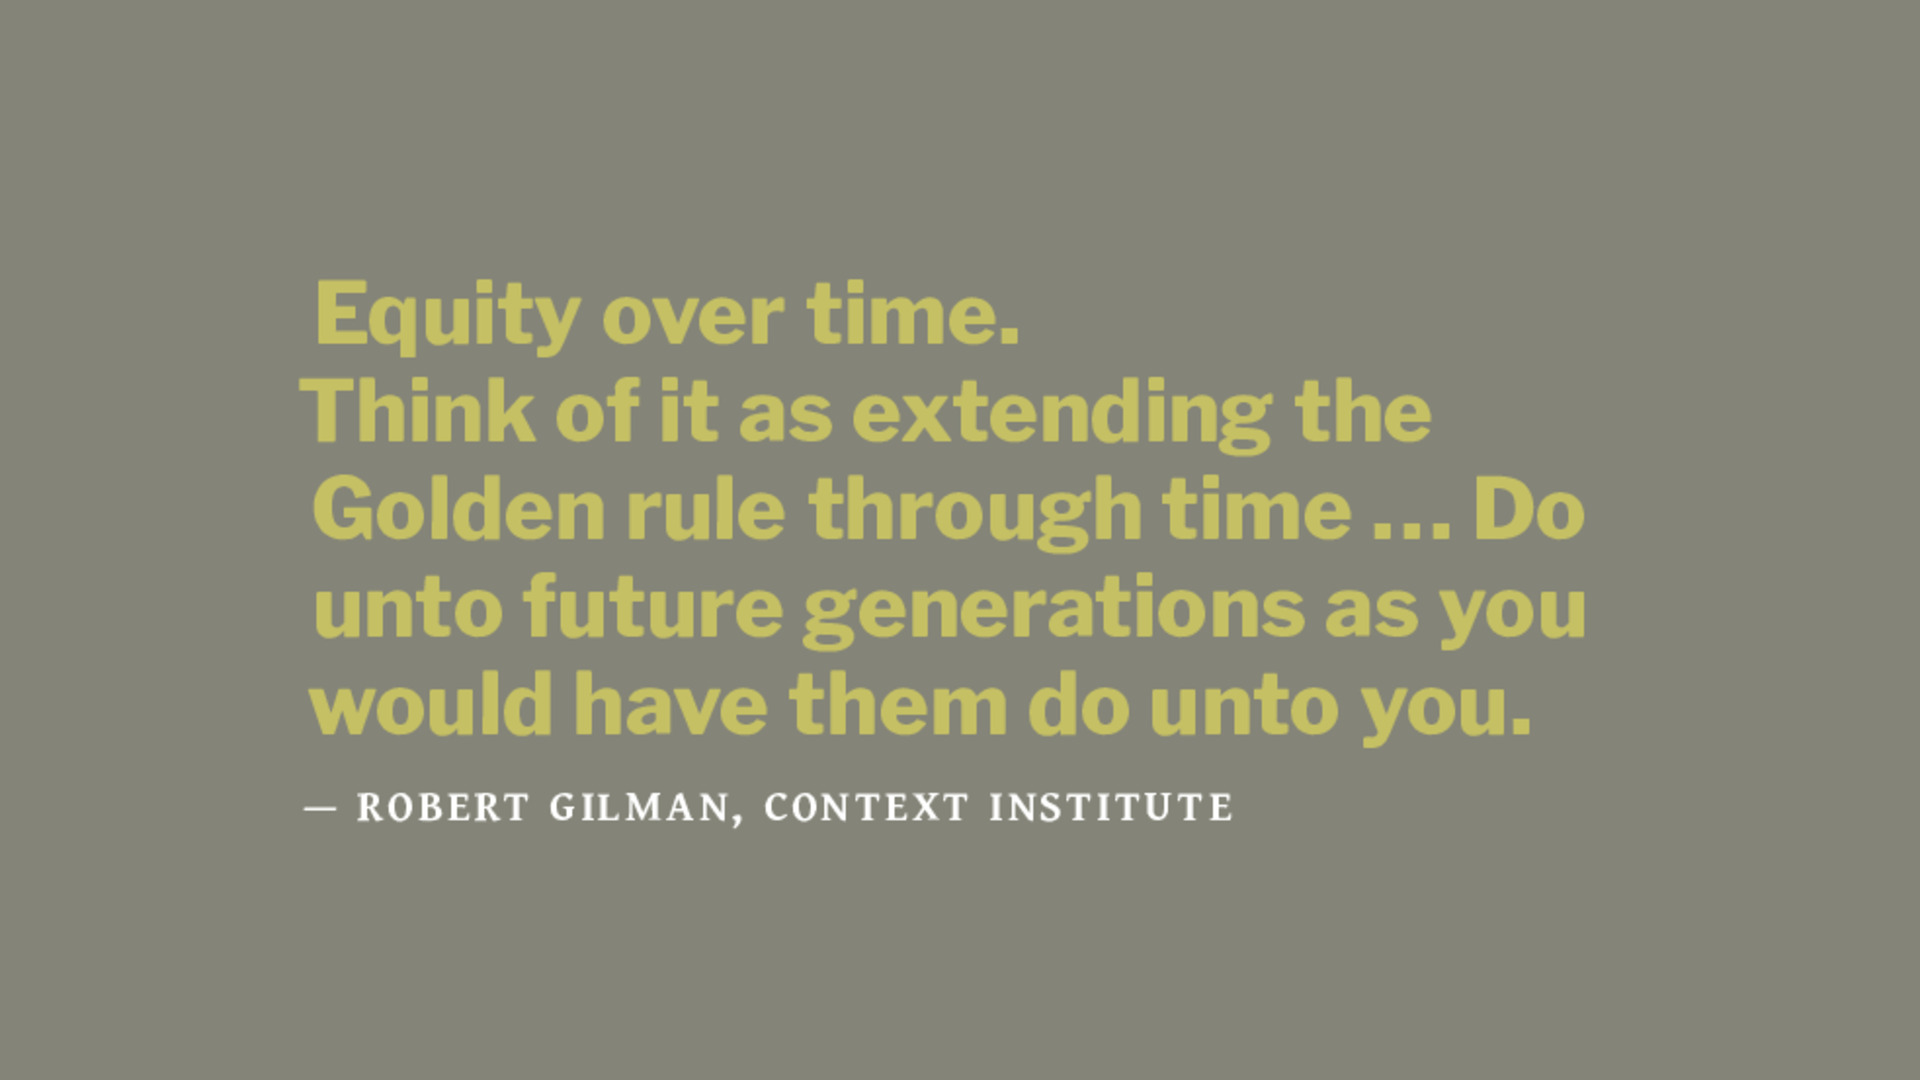 Equity over time.
Think of it as extending the
Golden rule through time ... Do
unto future generations as you
would have them do unto you.
— ROBERT GILMAN, CONTEXT INSTITUTE